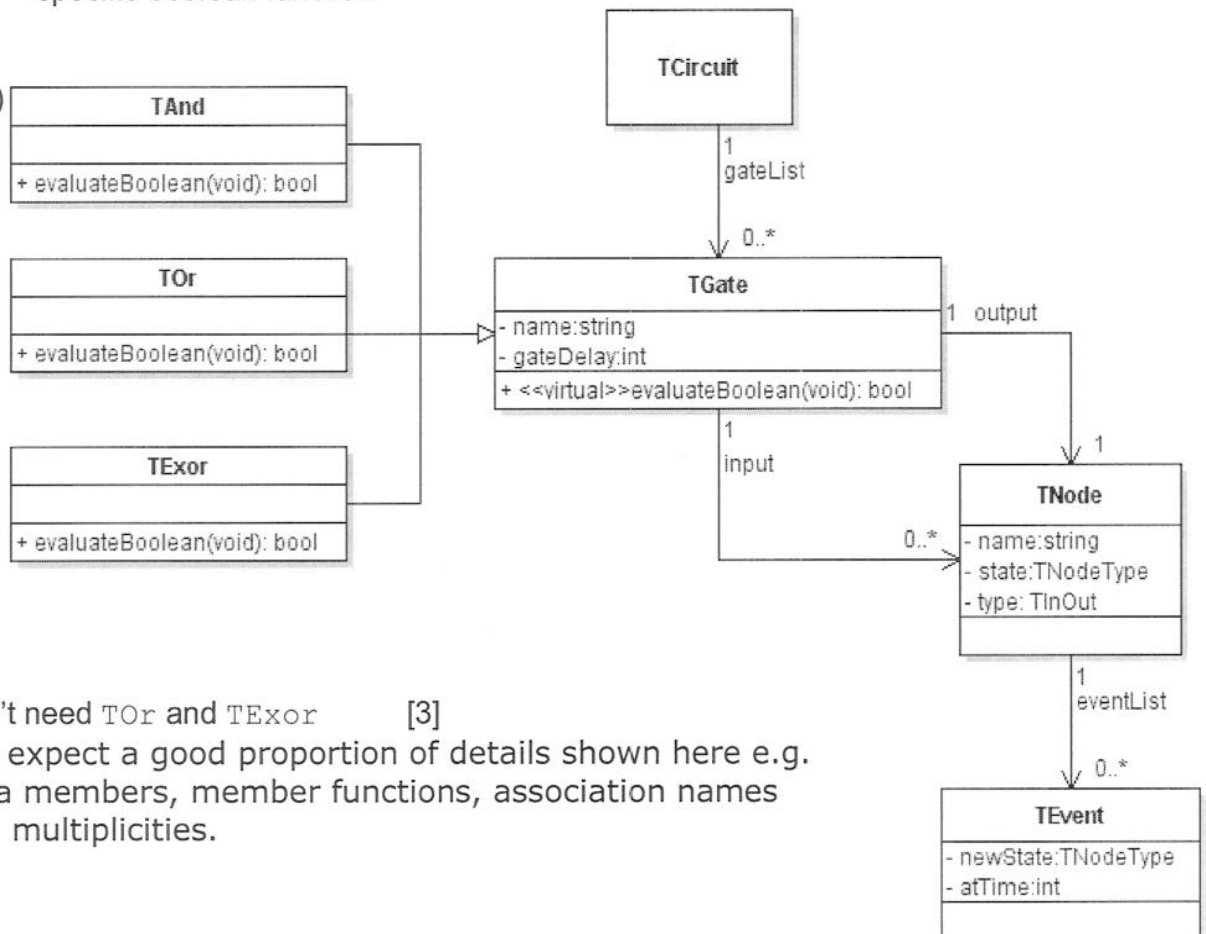 TCircuit
)
TAnd
+ evaluateBoolean(void): bool
1
gateList
0..*
TOr
+ evaluateBoolean(void): bool
TGate
- name:string
- gateDelay:int
+ <<virtual>>evaluateBoolean(void): bool
1 output
1
input
1
TExor
+ evaluateBoolean(void): bool
0..*
TNode
- name:string
- state:TNodeType
- type: TInOut
1
eventList
't need TOr and TExor [3]
expect a good proportion of details shown here e.g.
a members, member functions, association names
multiplicities.
0..*
TEvent
- newState:TNodeType
- atTime:int